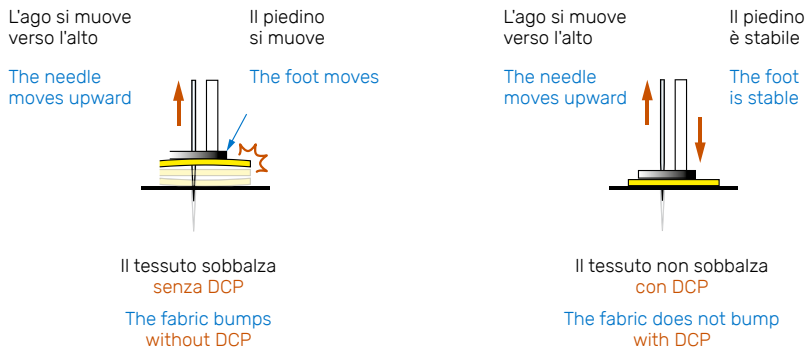 L'ago si muove
verso l'alto
The needle
moves upward
Il piedino
si muove
The foot moves
Il tessuto sobbalza
senza DCP
The fabric bumps
without DCP
L'ago si muove
verso l'alto
The needle
moves upward
Il piedino
è stabile
The foot
is stable
Il tessuto non sobbalza
con DCP
The fabric does not bump
with DCP